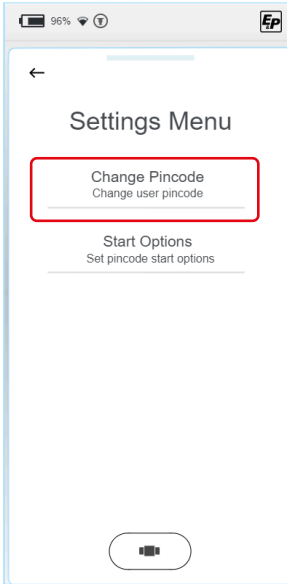 96%
EP
Settings Menu
Change Pincode
Change user pincode
Start Options
Set pincode start options